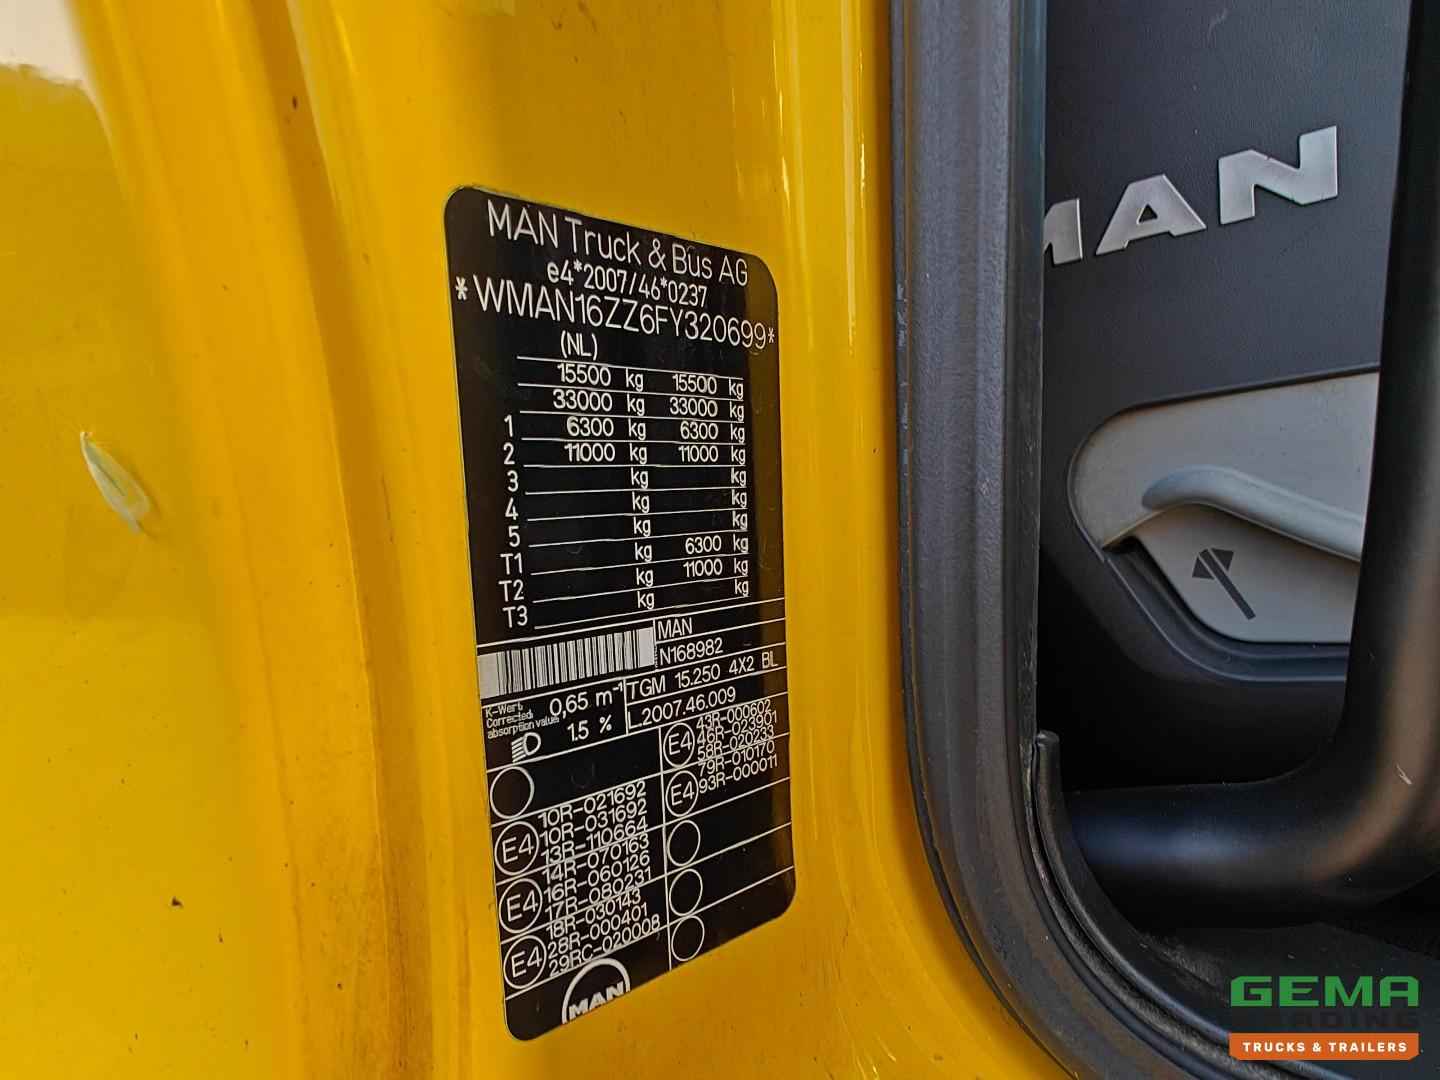 MAN Truck & Bus AG
e4*2007/46*0237
*WMAN16ZZ6FY320699*
(NL)
15500 kg 15500 kg
33000 kg 33000 kg
1 6300 kg 6300 kg
2 11000 kg 11000 kg
3 kg kg
4 kg kg
5 kg kg
T1 kg 6300 kg
T2 kg 11000 kg
T3 kg kg
MAN
N168982
TGM 15.250 4X2 BL
L.2007.46.009
K-Wert,
Corrected
absorption value,
0,65 m⁻¹
1.5 %
E4
10R-021692
10R-031692
13R-110664
E4
14R-070163
16R-060126
17R-080231
E4
18R-030143
28R-000401
29RC-020008
E4
43R-000602
46R-023901
58R-020233
E4
79R-010170
93R-000011
MAN
MAN
GEMA
TRADING
TRUCKS & TRAILERS